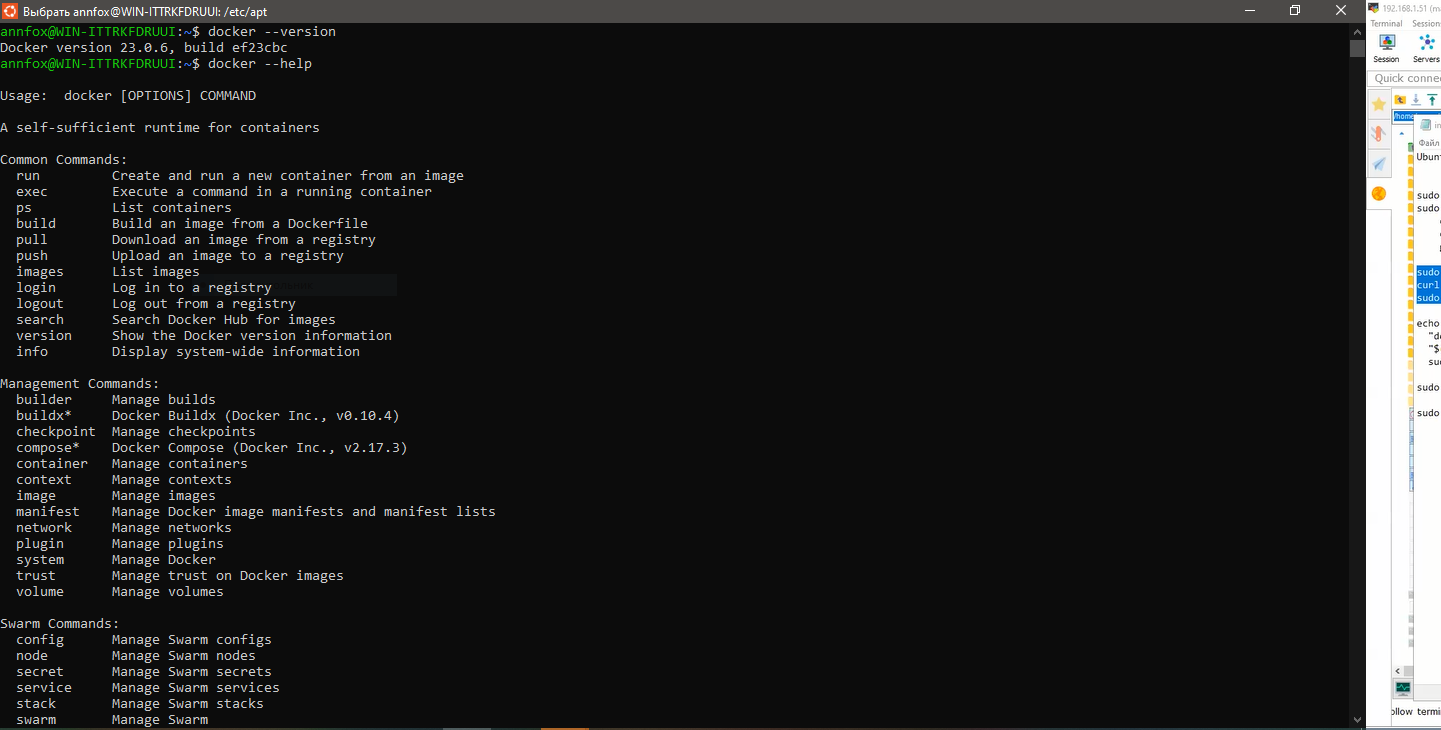 Выбрать annfox@WIN-ITTRKFDRUUI: /etc/apt
annfox@WIN-ITTRKFDRUUI:~$ docker --version
Docker version 23.0.6, build ef23cbc
annfox@WIN-ITTRKFDRUUI:~$ docker --help
Usage:  docker [OPTIONS] COMMAND
A self-sufficient runtime for containers
Common Commands:
  run         Create and run a new container from an image
  exec        Execute a command in a running container
  ps          List containers
  build       Build an image from a Dockerfile
  pull        Download an image from a registry
  push        Upload an image to a registry
  images      List images
  login       Log in to a registry
  logout      Log out from a registry
  search      Search Docker Hub for images
  version     Show the Docker version information
  info        Display system-wide information
Management Commands:
  builder     Manage builds
  buildx*     Docker Buildx (Docker Inc., v0.10.4)
  checkpoint  Manage checkpoints
  compose*    Docker Compose (Docker Inc., v2.17.3)
  container   Manage containers
  context     Manage contexts
  image       Manage images
  manifest    Manage Docker image manifests and manifest lists
  network     Manage networks
  plugin      Manage plugins
  system      Manage Docker
  trust       Manage trust on Docker images
  volume      Manage volumes
Swarm Commands:
  config      Manage Swarm configs
  node        Manage Swarm nodes
  secret      Manage Swarm secrets
  service     Manage Swarm services
  stack       Manage Swarm stacks
  swarm       Manage Swarm
192.168.1.51 (m
Terminal Session
Session Servers
Quick conne
/home
in
Файл
Ubun
sudo
sudo
sudo
curl
sudo
echo
"d
"$
su
sudo
sudo
ollow termi